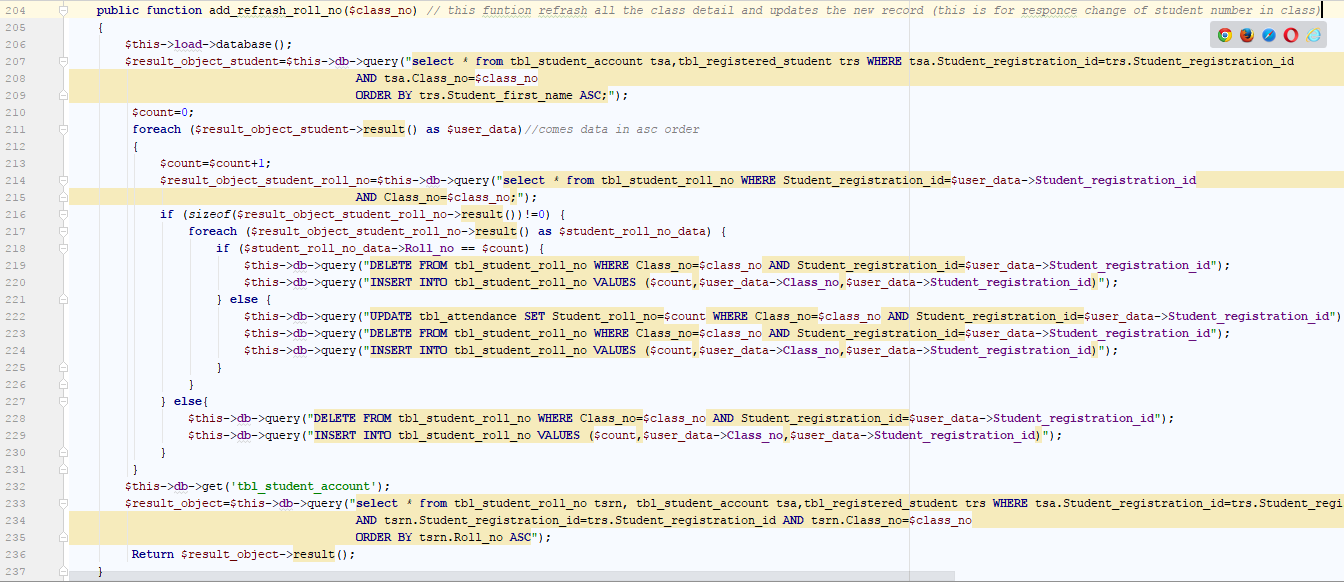 204 public function add_refrash_roll_no($class_no) // this funtion refrash all the class detail and updates the new record (this is for responce change of student number in class)
205 {
206 $this->load->database();
207 $result_object_student=$this->db->query("select * from tbl_student_account tsa,tbl_registered_student trs WHERE tsa.Student_registration_id=trs.Student_registration_id
208 AND tsa.Class_no=$class_no
209 ORDER BY trs.Student_first_name ASC;");
210 $count=0;
211 foreach ($result_object_student->result() as $user_data)//comes data in asc order
212 {
213 $count=$count+1;
214 $result_object_student_roll_no=$this->db->query("select * from tbl_student_roll_no WHERE Student_registration_id=$user_data->Student_registration_id
215 AND Class_no=$class_no;");
216 if (sizeof($result_object_student_roll_no->result())!=0) {
217 foreach ($result_object_student_roll_no->result() as $student_roll_no_data) {
218 if ($student_roll_no_data->Roll_no == $count) {
219 $this->db->query("DELETE FROM tbl_student_roll_no WHERE Class_no=$class_no AND Student_registration_id=$user_data->Student_registration_id");
220 $this->db->query("INSERT INTO tbl_student_roll_no VALUES ($count,$user_data->Class_no,$user_data->Student_registration_id)");
221 } else {
222 $this->db->query("UPDATE tbl_attendance SET Student_roll_no=$count WHERE Class_no=$class_no AND Student_registration_id=$user_data->Student_registration_id")
223 $this->db->query("DELETE FROM tbl_student_roll_no WHERE Class_no=$class_no AND Student_registration_id=$user_data->Student_registration_id");
224 $this->db->query("INSERT INTO tbl_student_roll_no VALUES ($count,$user_data->Class_no,$user_data->Student_registration_id)");
225 }
226 }
227 } else{
228 $this->db->query("DELETE FROM tbl_student_roll_no WHERE Class_no=$class_no AND Student_registration_id=$user_data->Student_registration_id");
229 $this->db->query("INSERT INTO tbl_student_roll_no VALUES ($count,$user_data->Class_no,$user_data->Student_registration_id)");
230 }
231 }
232 $this->db->get('tbl_student_account');
233 $result_object=$this->db->query("select * from tbl_student_roll_no tsrn, tbl_student_account tsa,tbl_registered_student trs WHERE tsa.Student_registration_id=trs.Student_regi
234 AND tsrn.Student_registration_id=trs.Student_registration_id AND tsrn.Class_no=$class_no
235 ORDER BY tsrn.Roll_no ASC");
236 Return $result_object->result();
237 }